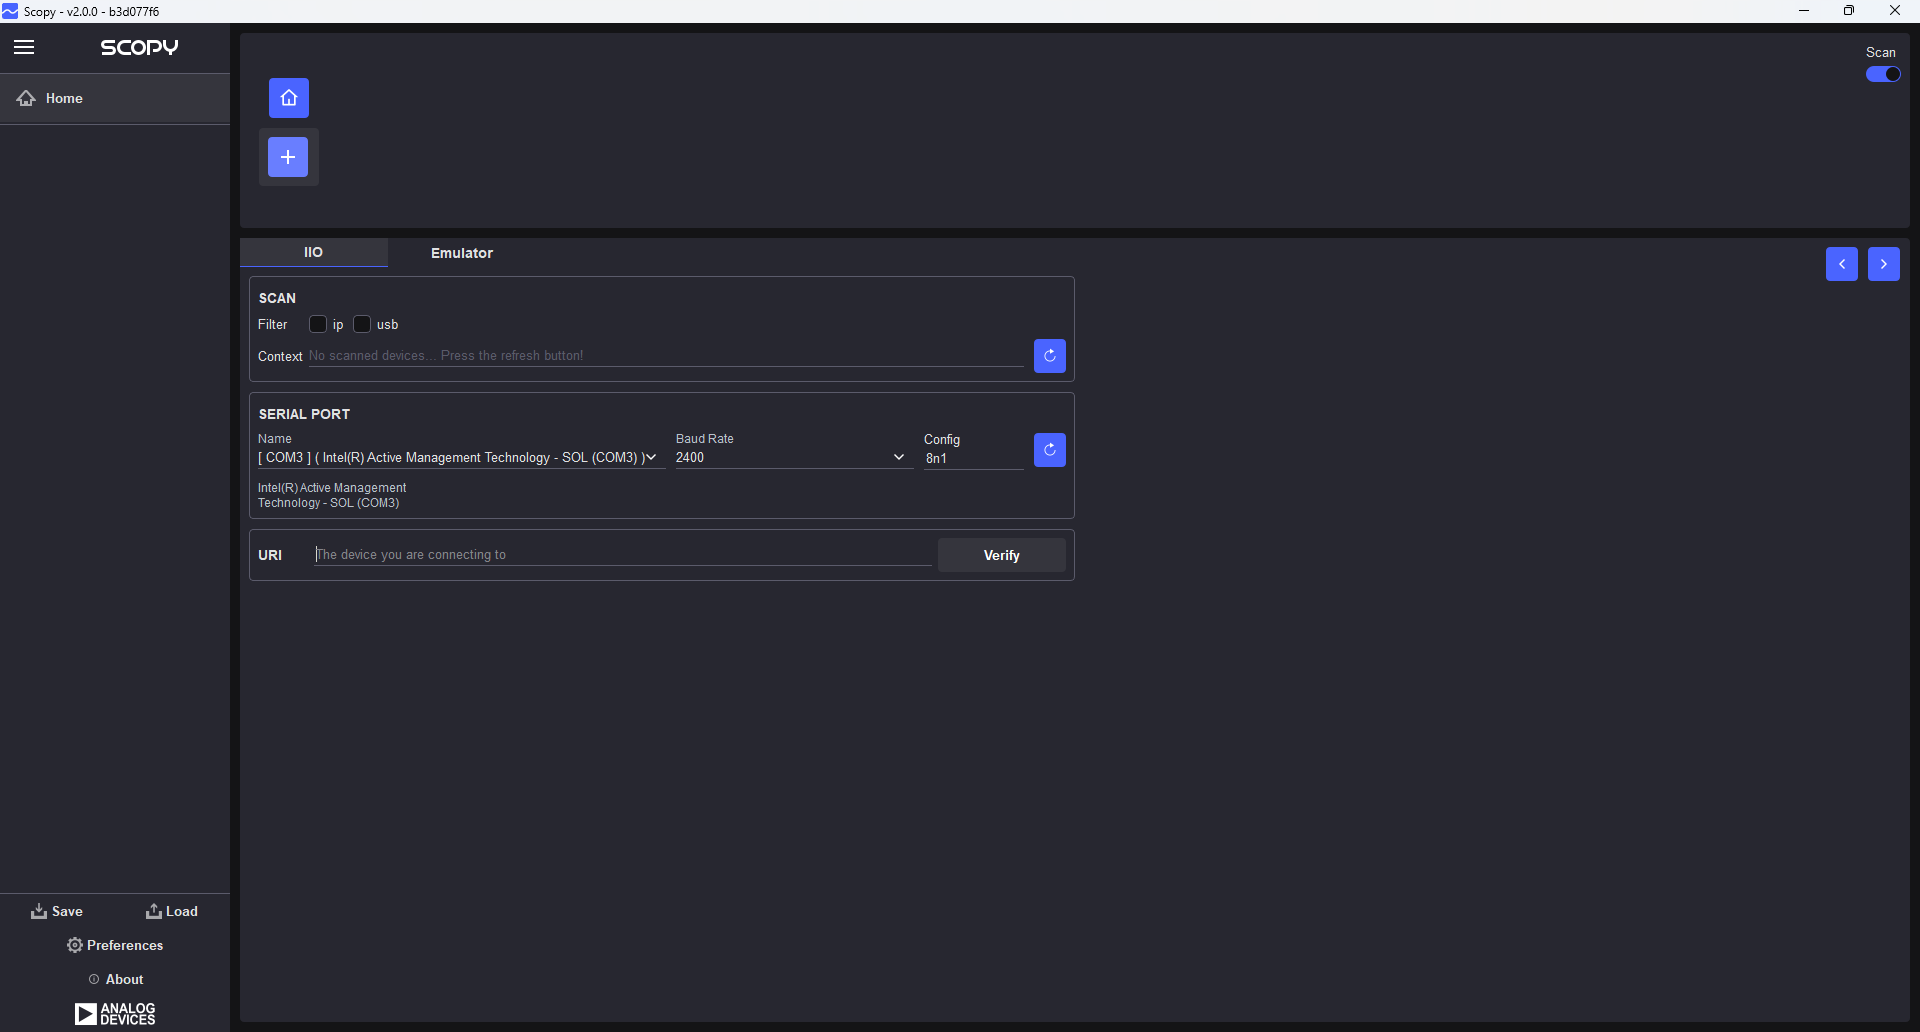 Scopy - v2.0.0 - b3d077f6
SCOPY
Home
Scan
IIO
Emulator
SCAN
Filter ip usb
Context No scanned devices... Press the refresh button!
SERIAL PORT
Name Baud Rate Config
[ COM3 ] ( Intel(R) Active Management Technology - SOL (COM3) ) 2400 8n1
Intel(R) Active Management
Technology - SOL (COM3)
URI The device you are connecting to Verify
Save Load
Preferences
About
ANALOG
DEVICES